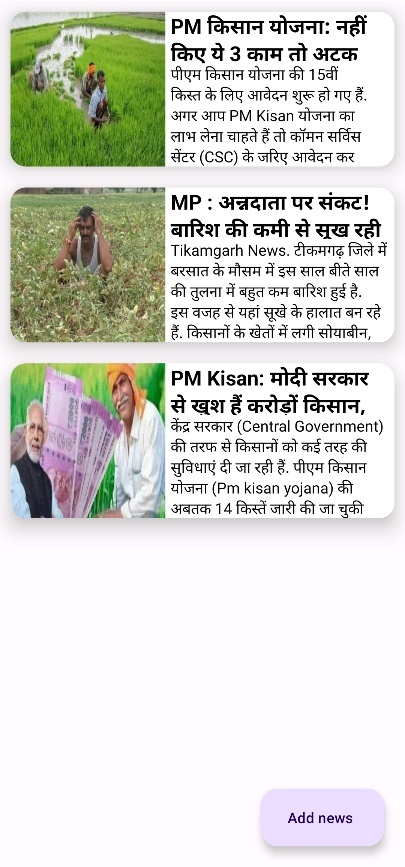 PM किसान योजना: नहीं
किए ये 3 काम तो अटक
पीएम किसान योजना की 15वीं
किस्त के लिए आवेदन शुरू हो गए हैं.
अगर आप PM Kisan योजना का
लाभ लेना चाहते हैं तो कॉमन सर्विस
सेंटर (CSC) के जरिए आवेदन कर
MP : अन्नदाता पर संकट!
बारिश की कमी से सूख रही
Tikamgarh News. टीकमगढ़ जिले में
बरसात के मौसम में इस साल बीते साल
की तुलना में बहुत कम बारिश हुई है.
इस वजह से यहां सूखे के हालात बन रहे
हैं. किसानों के खेतों में लगी सोयाबीन,
PM Kisan: मोदी सरकार
से खुश हैं करोड़ों किसान,
केंद्र सरकार (Central Government)
की तरफ से किसानों को कई तरह की
सुविधाएं दी जा रही हैं. पीएम किसान
योजना (Pm kisan yojana) की
अबतक 14 किस्तें जारी की जा चुकी
Add news